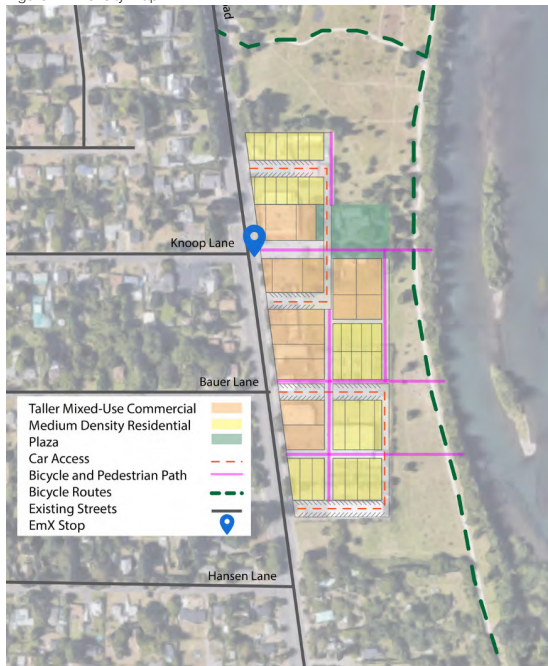 Knoop Lane
Bauer Lane
Taller Mixed-Use Commercial
Medium Density Residential
Plaza
Car Access
Bicycle and Pedestrian Path
Bicycle Routes
Existing Streets
EmX Stop
Hansen Lane